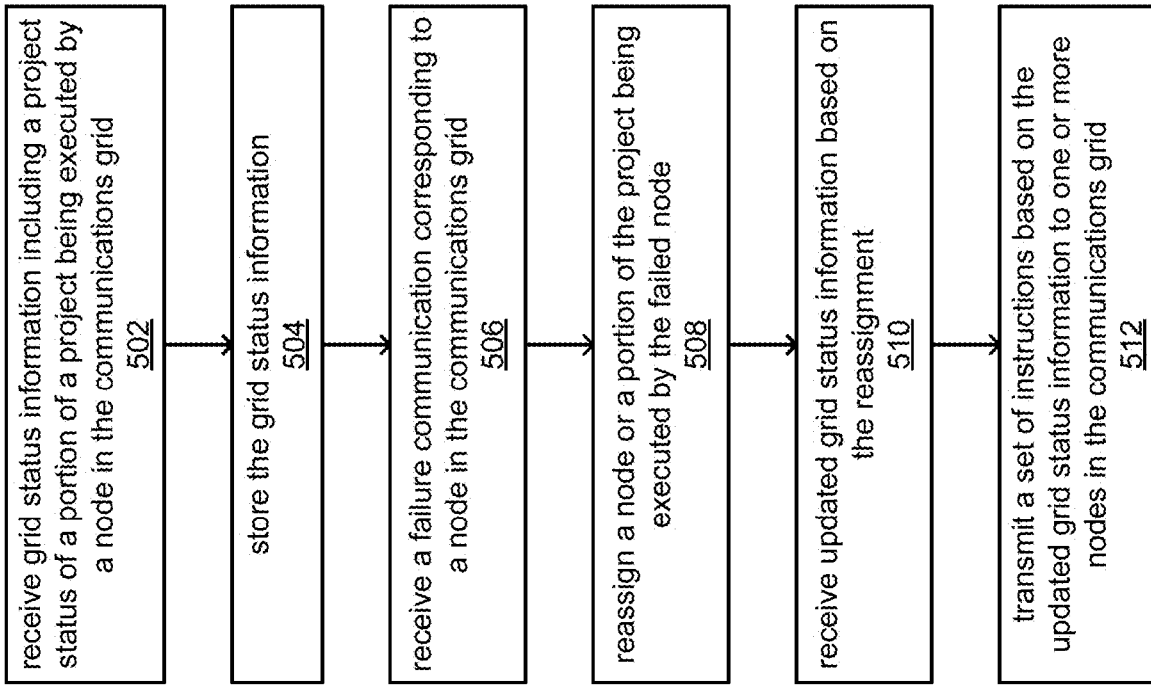 receive grid status information including a project
status of a portion of a project being executed by
a node in the communications grid
502
store the grid status information
504
receive a failure communication corresponding to
a node in the communications grid
506
reassign a node or a portion of the project being
executed by the failed node
508
receive updated grid status information based on
the reassignment
510
transmit a set of instructions based on the
updated grid status information to one or more
nodes in the communications grid
512